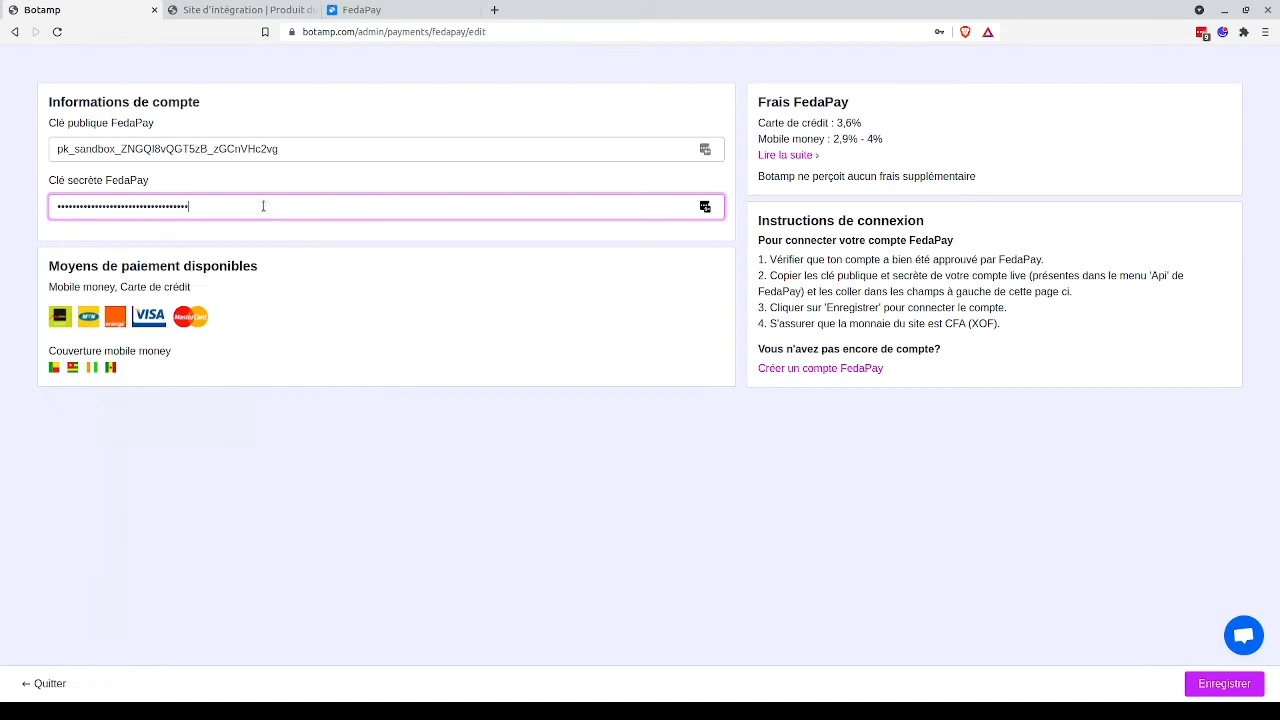 Botamp
Site d'intégration | Produit du
FedaPay
botamp.com/admin/payments/fedapay/edit
9
Informations de compte
Clé publique FedaPay
pk_sandbox_ZNGQI8vQGT5zB_zGCnVHc2vg
Clé secrète FedaPay
•••••••••••••••••••••••••••••••••••
Moyens de paiement disponibles
Mobile money, Carte de crédit
MTN
orange
VISA
MasterCard
Couverture mobile money
Frais FedaPay
Carte de crédit : 3,6%
Mobile money : 2,9% - 4%
Lire la suite ›
Botamp ne perçoit aucun frais supplémentaire
Instructions de connexion
Pour connecter votre compte FedaPay
1. Vérifier que ton compte a bien été approuvé par FedaPay.
2. Copier les clé publique et secrète de votre compte live (présentes dans le menu 'Api' de
FedaPay) et les coller dans les champs à gauche de cette page ci.
3. Cliquer sur 'Enregistrer' pour connecter le compte.
4. S'assurer que la monnaie du site est CFA (XOF).
Vous n'avez pas encore de compte?
Créer un compte FedaPay
← Quitter
Enregistrer